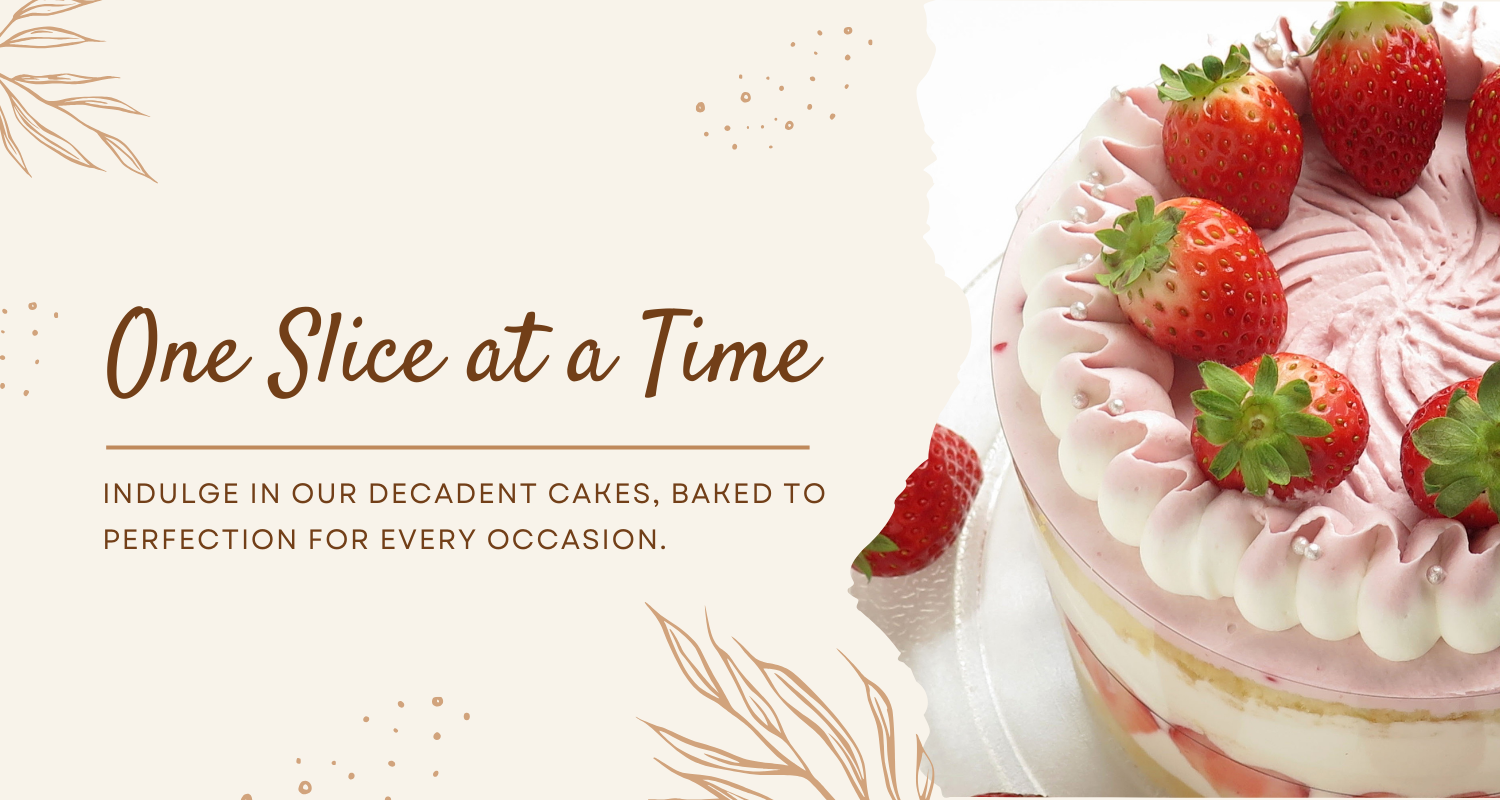 One Slice at a Time
INDULGE IN OUR DECADENT CAKES, BAKED TO
PERFECTION FOR EVERY OCCASION.